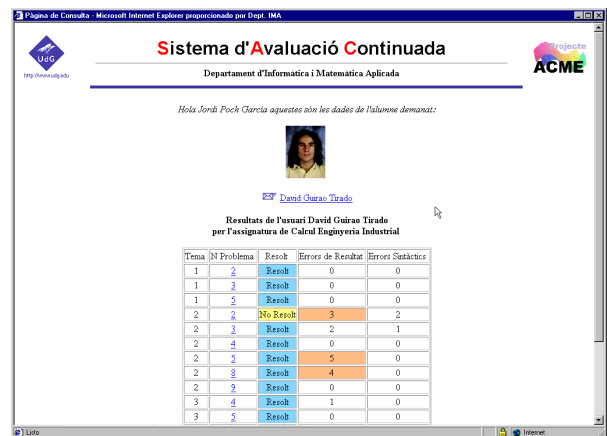 Pàgina de Consulta - Microsoft Internet Explorer proporcionado por Dept. IMA
UdG
http://www.udg.edu
Sistema d'Avaluació Continuada
Departament d'Informàtica i Matemàtica Aplicada
Projecte
ACME
Hola Jordi Poch Garcia aquestes són les dades de l'alumne demanat:
David Guirao Tirado
Resultats de l'usuari David Guirao Tirado
per l'assignatura de Calcul Enginyeria Industrial
Tema N Problema Resolt Errors de Resultat Errors Sintàctics
1 2 Resolt 0 0
1 3 Resolt 0 0
1 5 Resolt 0 0
2 2 No Resolt 3 2
2 3 Resolt 2 1
2 4 Resolt 0 0
2 5 Resolt 5 0
2 8 Resolt 4 0
2 9 Resolt 0 0
3 4 Resolt 1 0
3 5 Resolt 0 0
Listo Internet